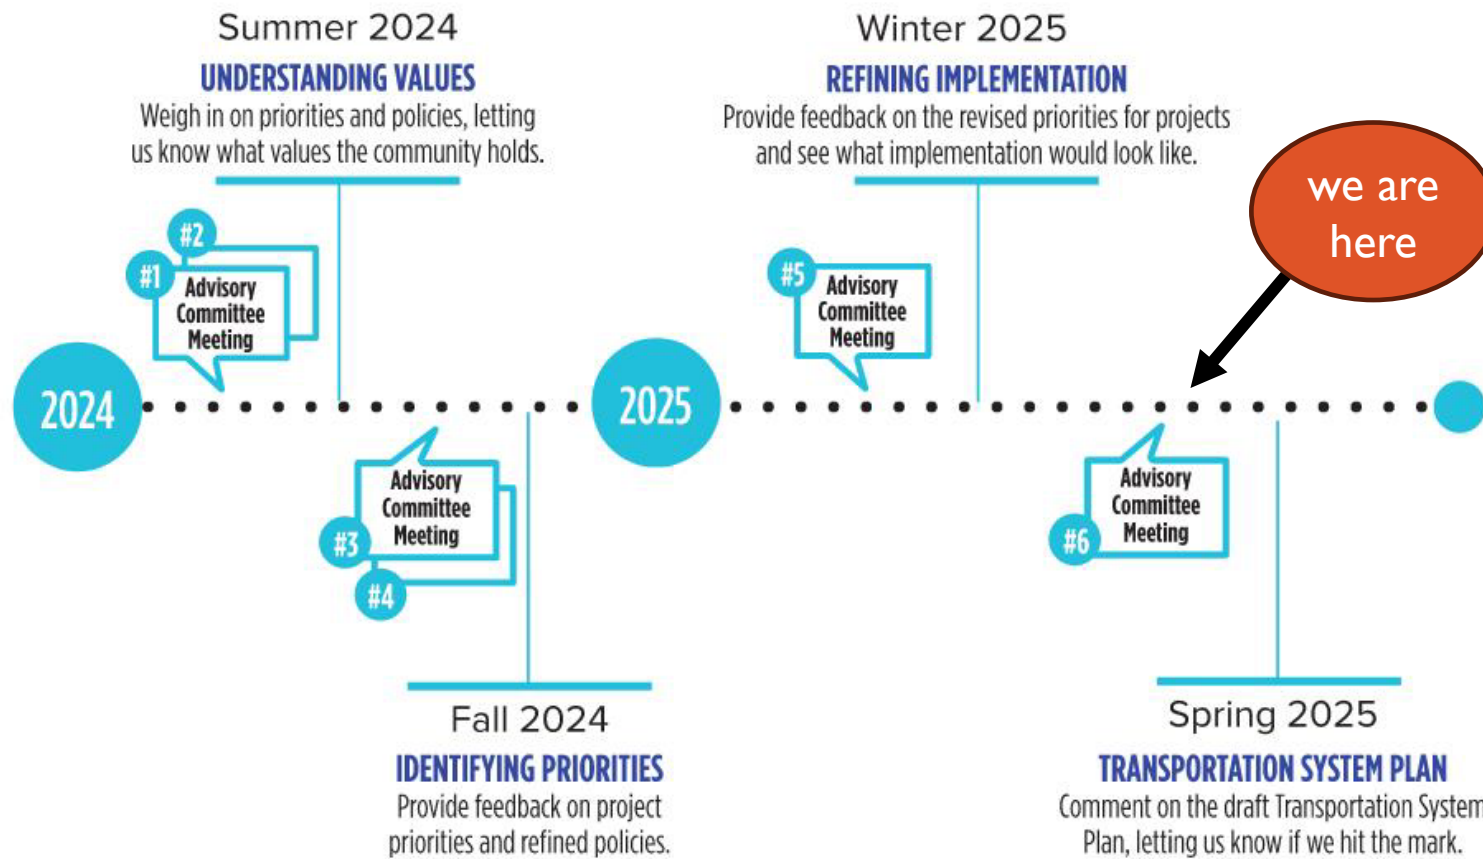 Summer 2024
UNDERSTANDING VALUES
Weigh in on priorities and policies, letting
us know what values the community holds.
Winter 2025
REFINING IMPLEMENTATION
Provide feedback on the revised priorities for projects
and see what implementation would look like.
we are
here
#2
#1
Advisory
Committee
Meeting
#5
Advisory
Committee
Meeting
2024
2025
Advisory
Committee
Meeting
#3
#4
Advisory
Committee
Meeting
#6
Fall 2024
IDENTIFYING PRIORITIES
Provide feedback on project
priorities and refined policies.
Spring 2025
TRANSPORTATION SYSTEM PLAN
Comment on the draft Transportation System
Plan, letting us know if we hit the mark.